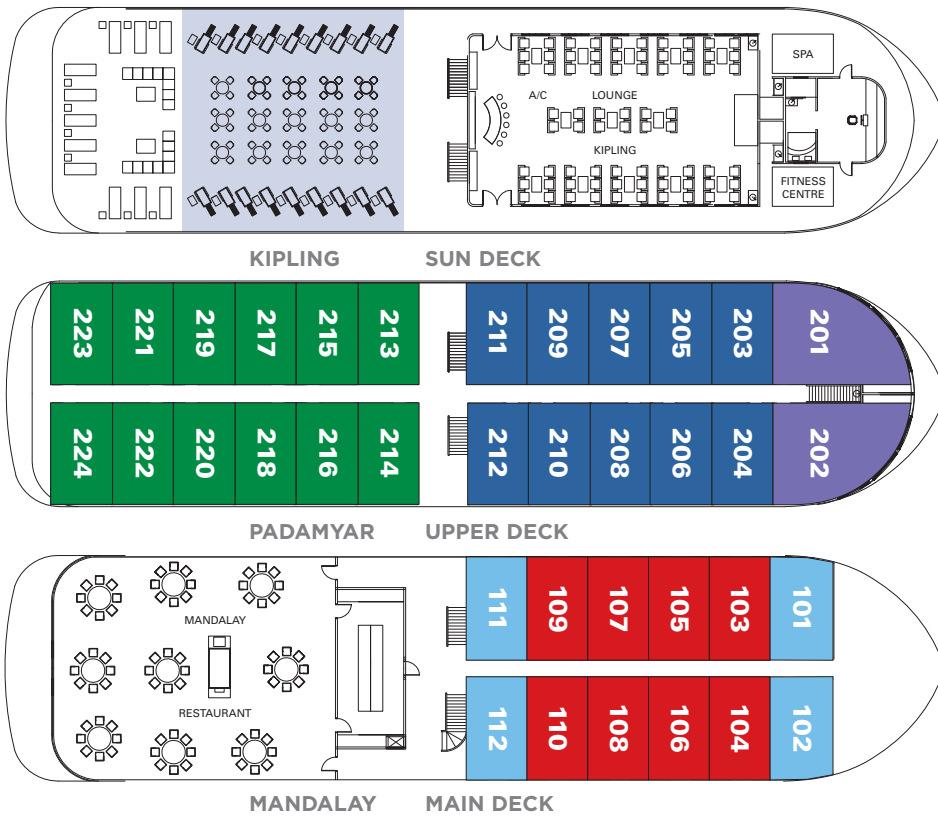 SPA
A/C LOUNGE
KIPLING
FITNESS
CENTRE
KIPLING SUN DECK
223 221 219 217 215 213 211 209 207 205 203 201
224 222 220 218 216 214 212 210 208 206 204 202
PADAMYAR UPPER DECK
MANDALAY
RESTAURANT
111 109 107 105 103 101
112 110 108 106 104 102
MANDALAY MAIN DECK